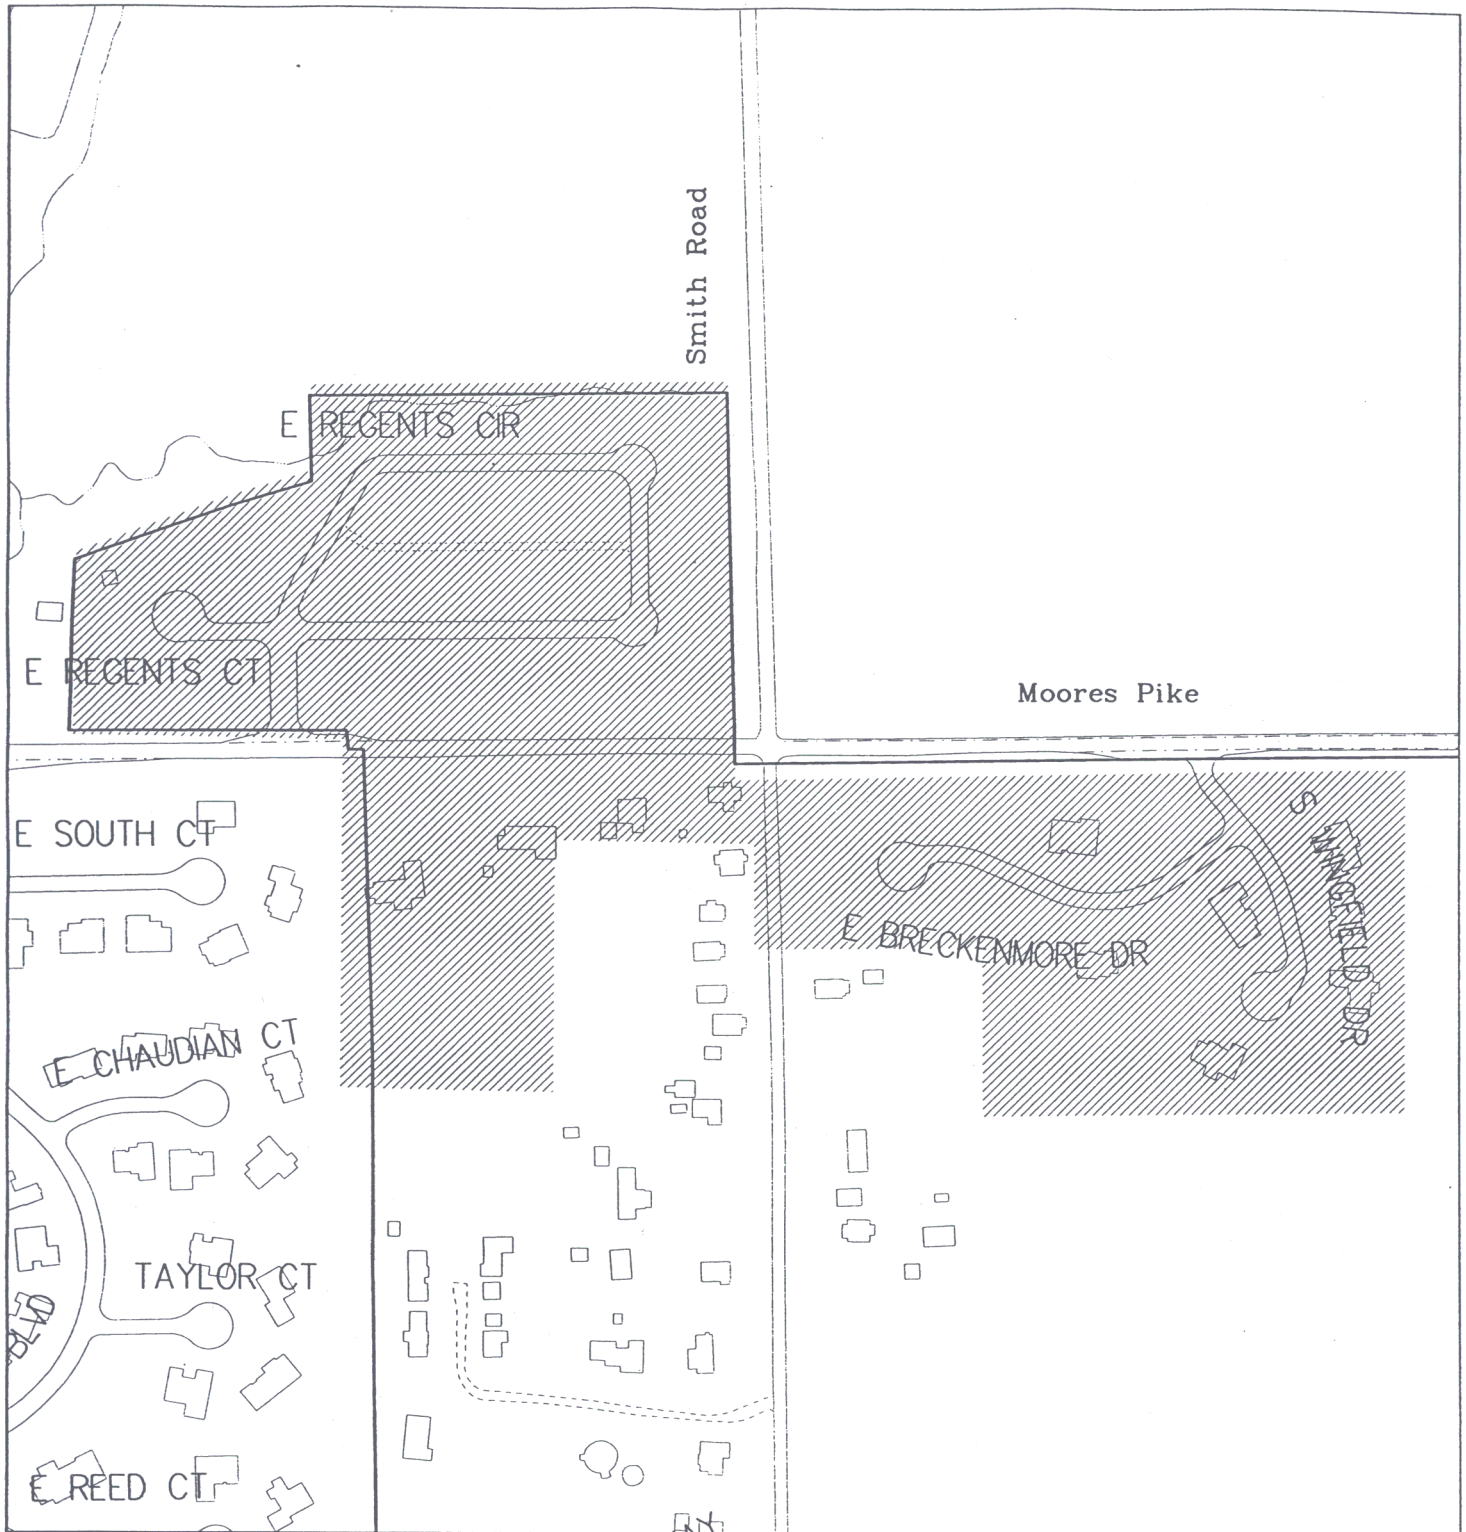 Smith Road
E REGENTS CIR
E REGENTS CT
Moores Pike
E SOUTH CT
S WINGFIELD DR
E BRECKENMORE DR
E CHAUDIAN CT
TAYLOR CT
BLVD
E REED CT